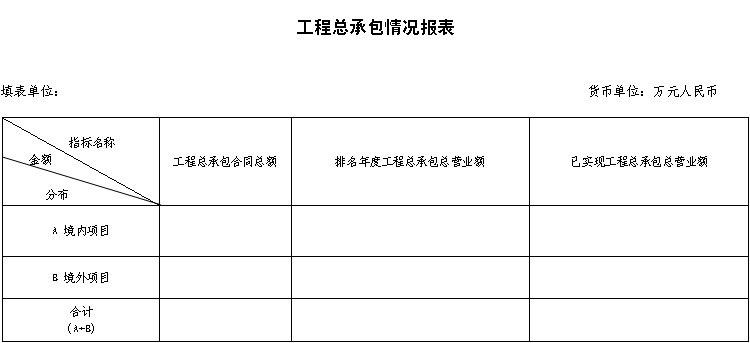 工程总承包情况报表
填表单位： 货币单位：万元人民币
指标名称
金额
分布
工程总承包合同总额 排名年度工程总承包总营业额 已实现工程总承包总营业额
A 境内项目
B 境外项目
合计
(A+B)